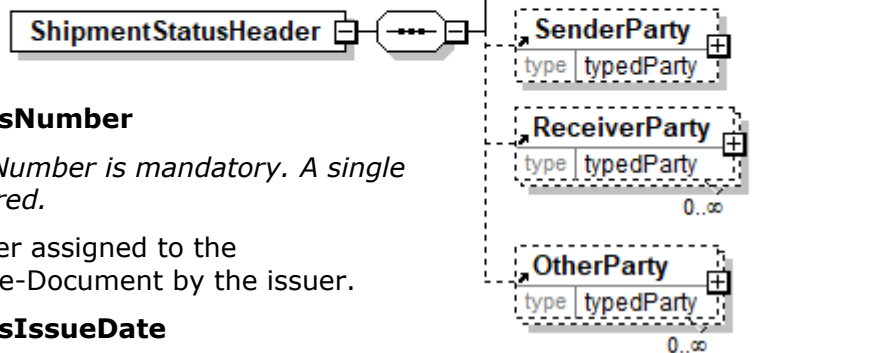 ShipmentStatusHeader
SenderParty
type typedParty
ReceiverParty
type typedParty
0..∞
OtherParty
type typedParty
0..∞
sNumber
Number is mandatory. A single
red.
er assigned to the
e-Document by the issuer.
sIssueDate